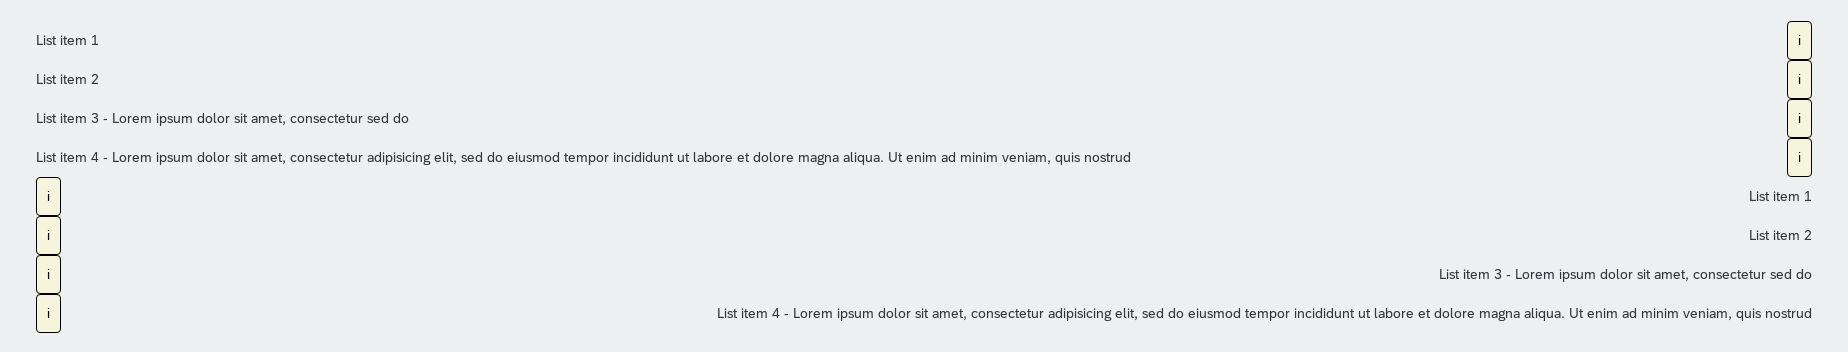 List item 1 i
List item 2 i
List item 3 - Lorem ipsum dolor sit amet, consectetur sed do i
List item 4 - Lorem ipsum dolor sit amet, consectetur adipisicing elit, sed do eiusmod tempor incididunt ut labore et dolore magna aliqua. Ut enim ad minim veniam, quis nostrud i
i List item 1
i List item 2
i List item 3 - Lorem ipsum dolor sit amet, consectetur sed do
i List item 4 - Lorem ipsum dolor sit amet, consectetur adipisicing elit, sed do eiusmod tempor incididunt ut labore et dolore magna aliqua. Ut enim ad minim veniam, quis nostrud